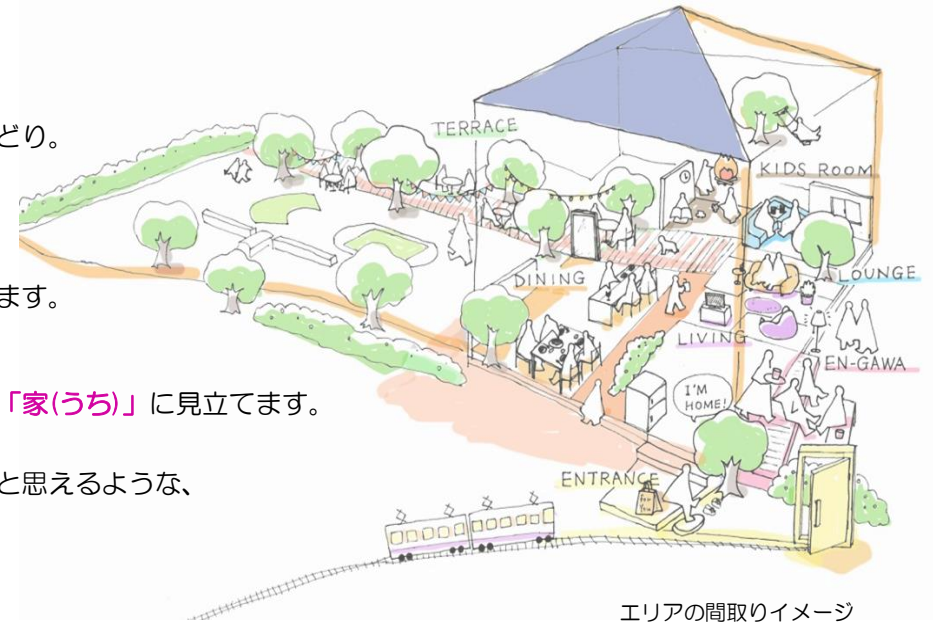 どり。
ます。
「家(うち)」に見立てます。
と思えるような、
TERRACE
KIDS ROOM
DINING
LOUNGE
LIVING
EN-GAWA
I'M
HOME!
ENTRANCE
エリアの間取りイメージ